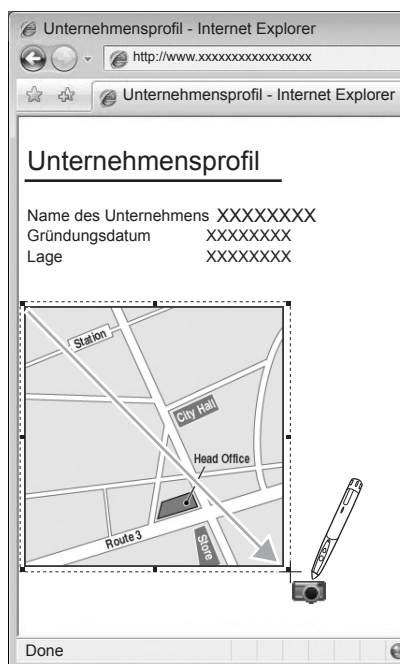 Unternehmensprofil - Internet Explorer
http://www.xxxxxxxxxxxxxxxxx
Unternehmensprofil - Internet Explorer
Unternehmensprofil
Name des Unternehmens XXXXXXXX
Gründungsdatum XXXXXXXX
Lage XXXXXXXX
Station
City Hall
Head Office
Route 3
Store
Done